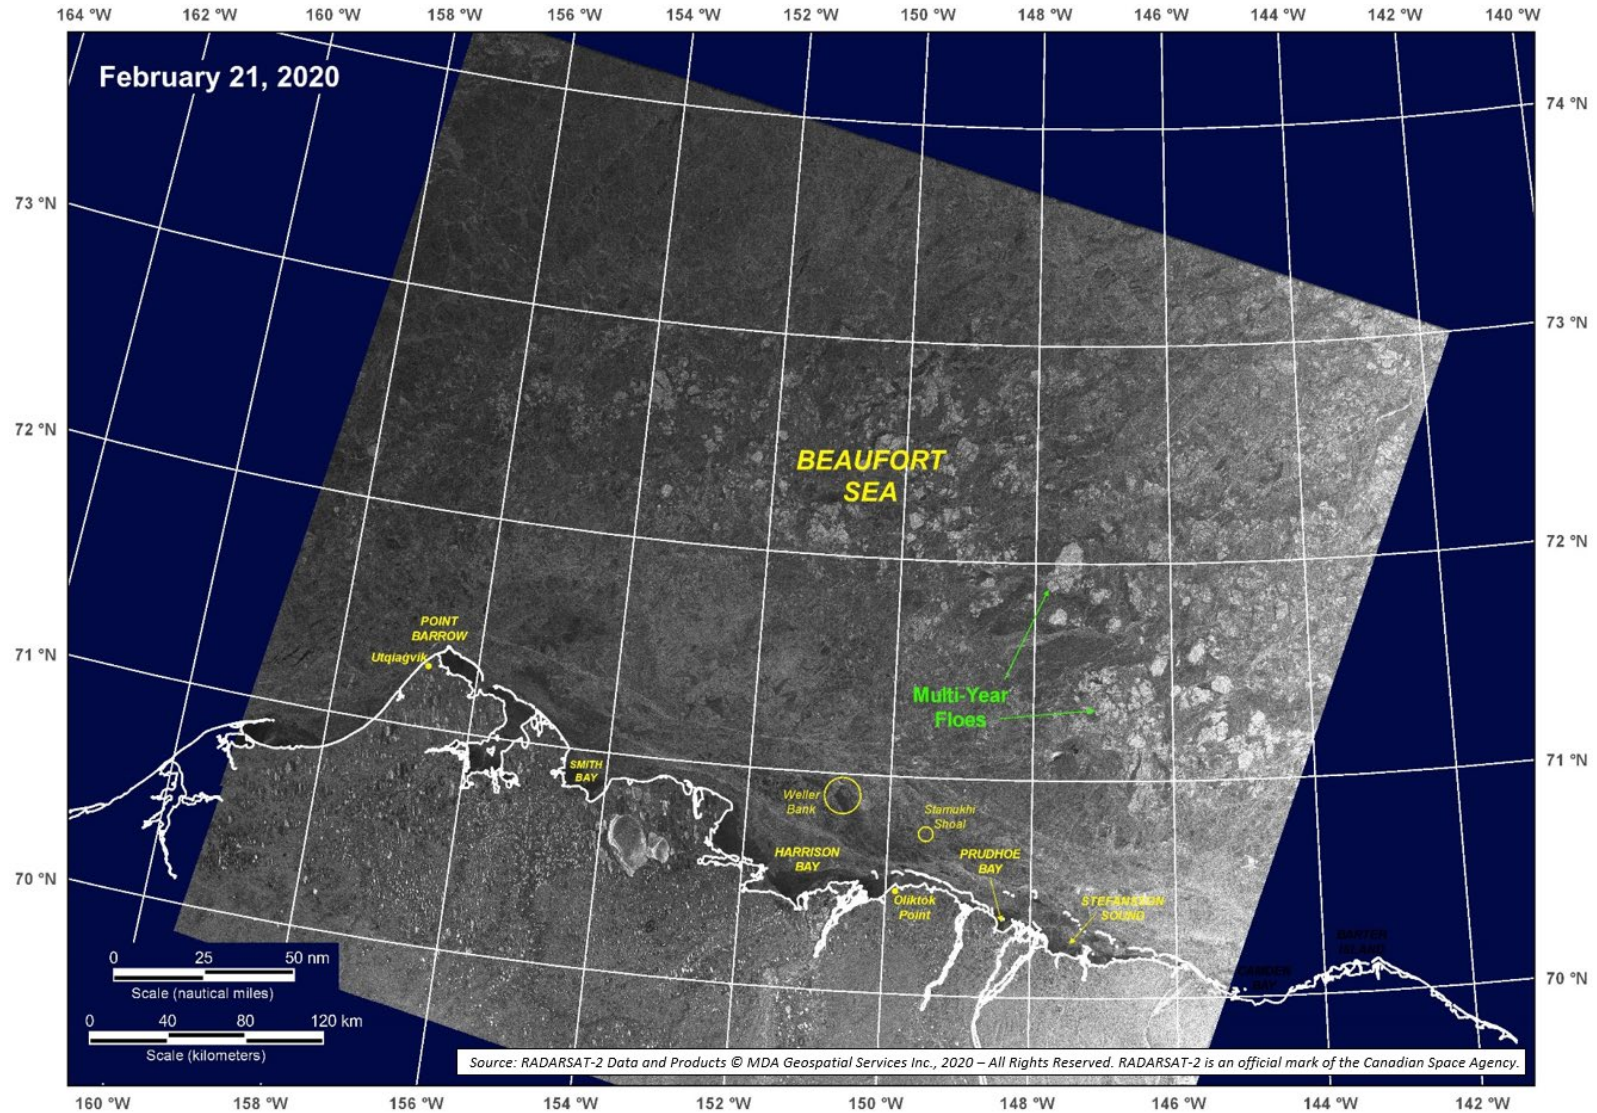 164 °W 162 °W 160 °W 158 °W 156 °W 154 °W 152 °W 150 °W 148 °W 146 °W 144 °W 142 °W 140 °W
February 21, 2020
74 °N
73 °N
73 °N
72 °N
BEAUFORT
SEA
72 °N
POINT
BARROW
Utqiaġvik
71 °N
Multi-Year
Floes
71 °N
SMITH
BAY
Weller
Bank
Stamukhi
Shoal
HARRISON
BAY
PRUDHOE
BAY
70 °N
Oliktok
Point
STEFANSSON
SOUND
BARTER
ISLAND
CAMDEN
BAY
70 °N
0 25 50 nm
Scale (nautical miles)
0 40 80 120 km
Scale (kilometers)
Source: RADARSAT-2 Data and Products © MDA Geospatial Services Inc., 2020 – All Rights Reserved. RADARSAT-2 is an official mark of the Canadian Space Agency.
160 °W 158 °W 156 °W 154 °W 152 °W 150 °W 148 °W 146 °W 144 °W 142 °W